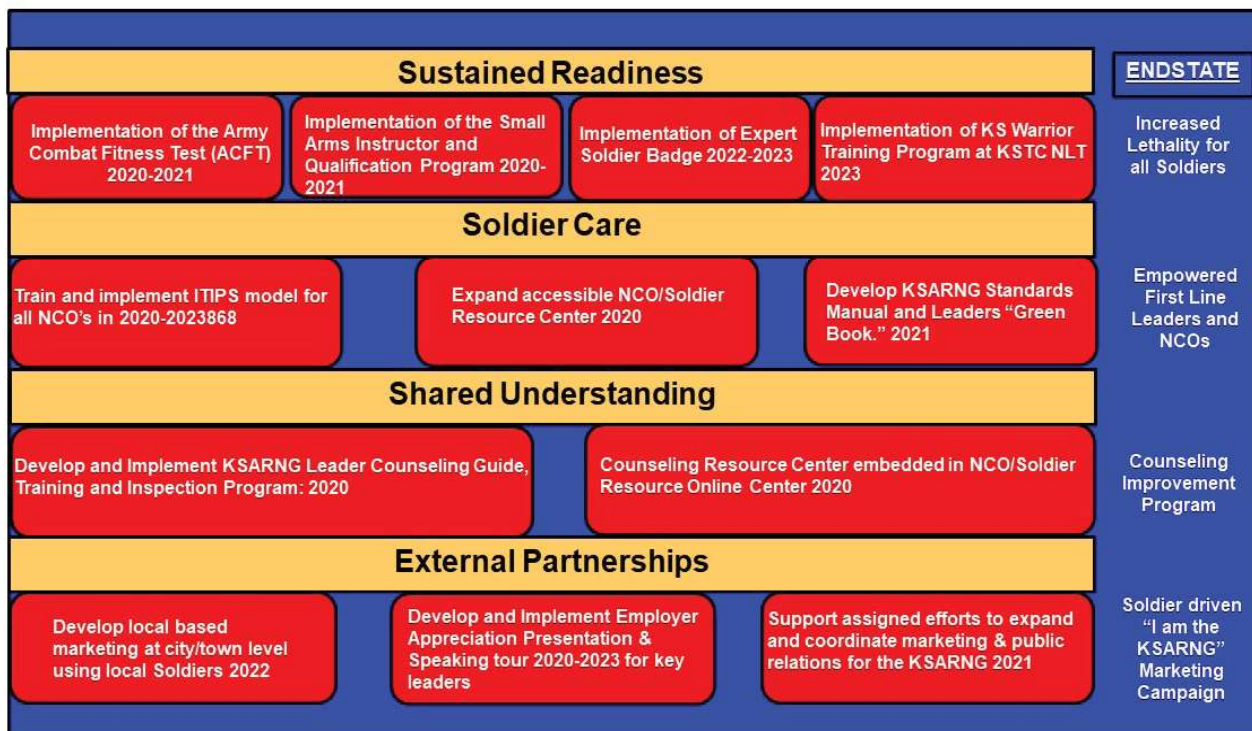 Sustained Readiness
ENDSTATE
Implementation of the Army
Combat Fitness Test (ACFT)
2020-2021
Implementation of the Small
Arms Instructor and
Qualification Program 2020-
2021
Implementation of Expert
Soldier Badge 2022-2023
Implementation of KS Warrior
Training Program at KSTC NLT
2023
Increased
Lethality for
all Soldiers
Soldier Care
Train and implement ITIPS model for
all NCO's in 2020-2023868
Expand accessible NCO/Soldier
Resource Center 2020
Develop KSARNG Standards
Manual and Leaders “Green
Book.” 2021
Empowered
First Line
Leaders and
NCOs
Shared Understanding
Develop and Implement KSARNG Leader Counseling Guide,
Training and Inspection Program: 2020
Counseling Resource Center embedded in NCO/Soldier
Resource Online Center 2020
Counseling
Improvement
Program
External Partnerships
Develop local based
marketing at city/town level
using local Soldiers 2022
Develop and Implement Employer
Appreciation Presentation &
Speaking tour 2020-2023 for key
leaders
Support assigned efforts to expand
and coordinate marketing & public
relations for the KSARNG 2021
Soldier driven
“I am the
KSARNG”
Marketing
Campaign